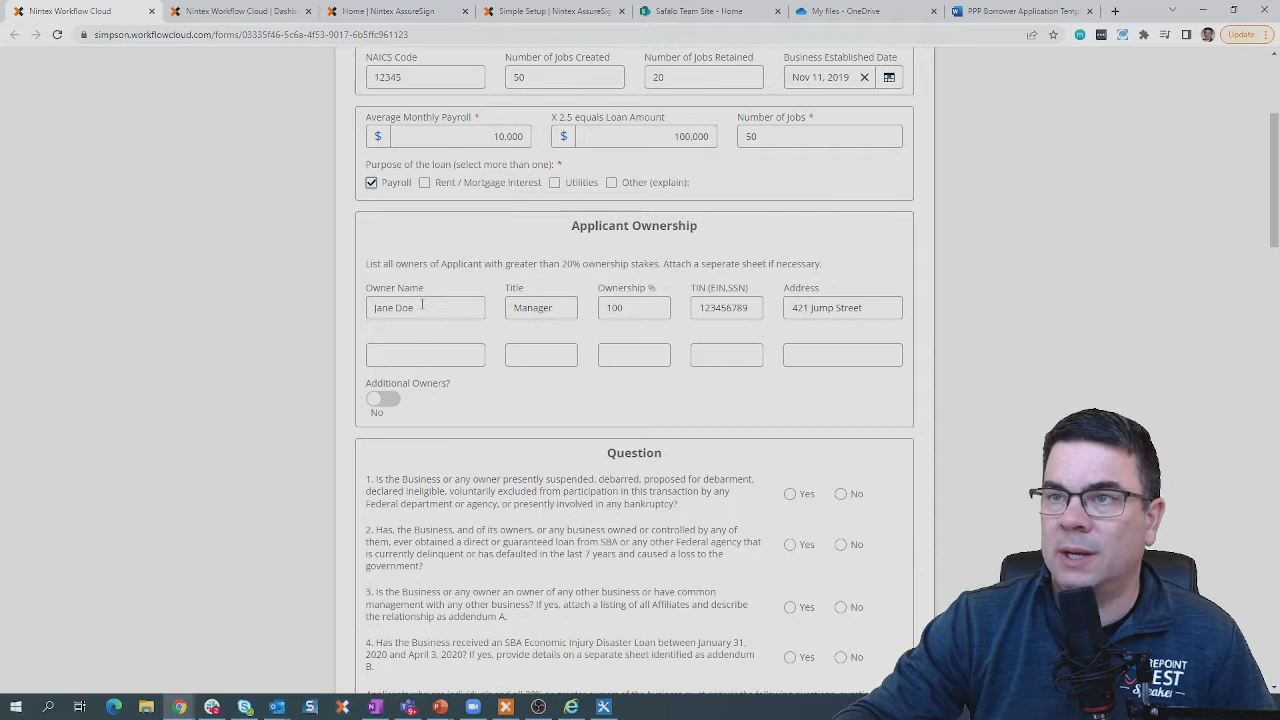 Nintex Workflow Cloud
Nintex Workflow Cloud | Dashb
Home | Nintex AssureSign
Simple Setup | Nintex AssureSign
Safalo Team Site - Home
My files - OneDrive
PPP Borrower Application Temp
simpson.workflowcloud.com/forms/03335f46-5c6a-4f53-9017-6b5ffc961123
Update
NAICS Code
Number of Jobs Created
Number of Jobs Retained
Business Established Date
12345
50
20
Nov 11, 2019
Average Monthly Payroll *
X 2.5 equals Loan Amount
Number of Jobs *
$ 10,000
$ 100,000
50
Purpose of the loan (select more than one): *
Payroll
Rent / Mortgage Interest
Utilities
Other (explain):
Applicant Ownership
List all owners of Applicant with greater than 20% ownership stakes. Attach a seperate sheet if necessary.
Owner Name
Title
Ownership %
TIN (EIN,SSN)
Address
Jane Doe
Manager
100
123456789
421 Jump Street
Additional Owners?
No
Question
1. Is the Business or any owner presently suspended, debarred, proposed for debarment,
declared Ineligible, voluntarily excluded from participation in this transaction by any
Federal department or agency, or presently involved in any bankruptcy?
Yes
No
2. Has, the Business, and of its owners, or any business owned or controlled by any of
them, ever obtained a direct or guaranteed loan from SBA or any other Federal agency that
is currently delinquent or has defaulted in the last 7 years and caused a loss to the
government?
Yes
No
3. Is the Business or any owner an owner of any other business or have common
management with any other business? If yes, attach a listing of all Affiliates and describe
the relationship as addendum A.
Yes
No
4. Has the Business received an SBA Economic Injury Disaster Loan between January 31,
2020 and April 3, 2020? If yes, provide details on a separate sheet identified as addendum
B.
Yes
No
Speaker